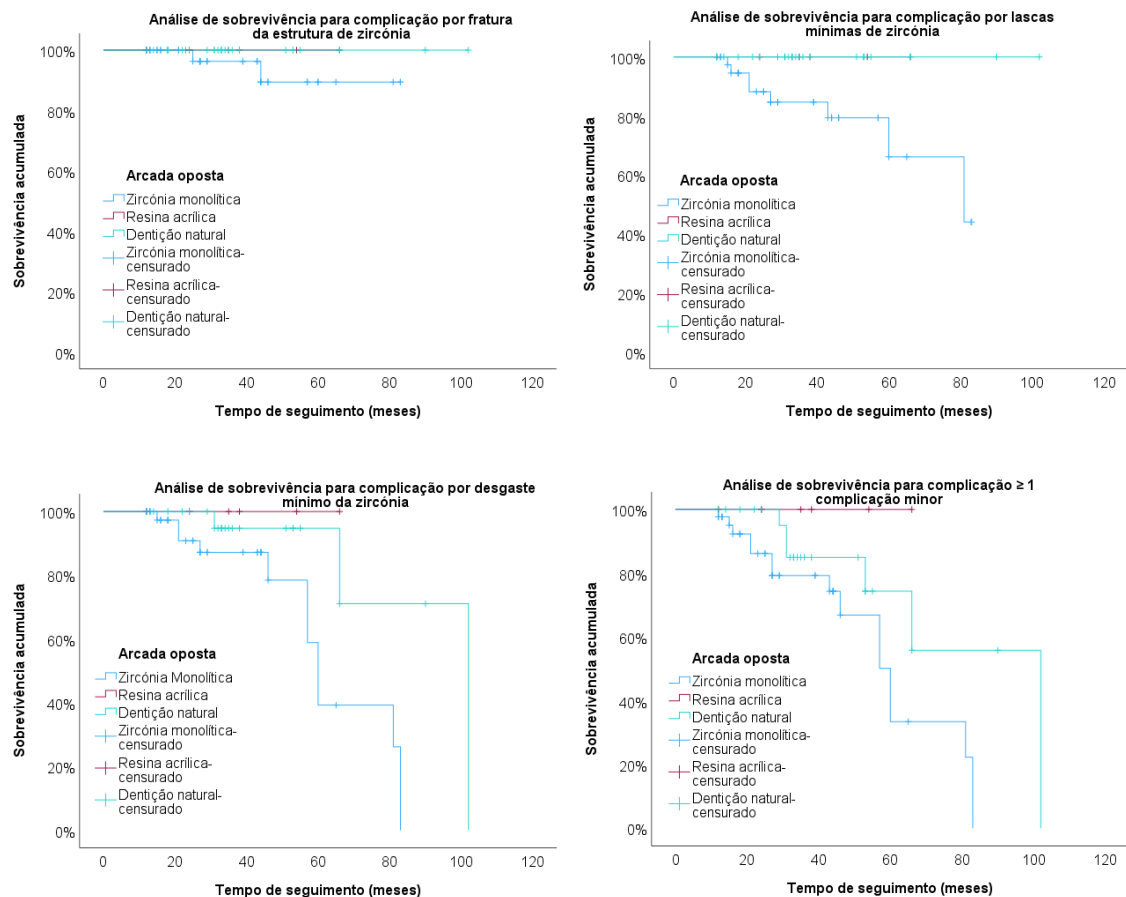 Análise de sobrevivência para complicação por fratura
da estrutura de zircónia
Sobrevivência acumulada
100%
80%
60%
40%
20%
0%
Arcada oposta
Zircónia monolítica
Resina acrílica
Dentição natural
Zircónia monolítica-
censurado
Resina acrílica-
censurado
Dentição natural-
censurado
0 20 40 60 80 100 120
Tempo de seguimento (meses)
Análise de sobrevivência para complicação por lascas
mínimas de zircónia
Sobrevivência acumulada
100%
80%
60%
40%
20%
0%
Arcada oposta
Zircónia monolítica
Resina acrílica
Dentição natural
Zircónia monolítica-
censurado
Resina acrílica-
censurado
Dentição natural-
censurado
0 20 40 60 80 100 120
Tempo de seguimento (meses)
Análise de sobrevivência para complicação por desgaste
mínimo da zircónia
Sobrevivência acumulada
100%
80%
60%
40%
20%
0%
Arcada oposta
Zircónia Monolítica
Resina acrílica
Dentição natural
Zircónia monolítica-
censurado
Resina acrílica-
censurado
Dentição natural-
censurado
0 20 40 60 80 100 120
Tempo de seguimento (meses)
Análise de sobrevivência para complicação ≥ 1
complicação minor
Sobrevivência acumulada
100%
80%
60%
40%
20%
0%
Arcada oposta
Zircónia monolítica
Resina acrílica
Dentição natural
Zircónia monolítica-
censurado
Resina acrílica-
censurado
Dentição natural-
censurado
0 20 40 60 80 100 120
Tempo de seguimento (meses)